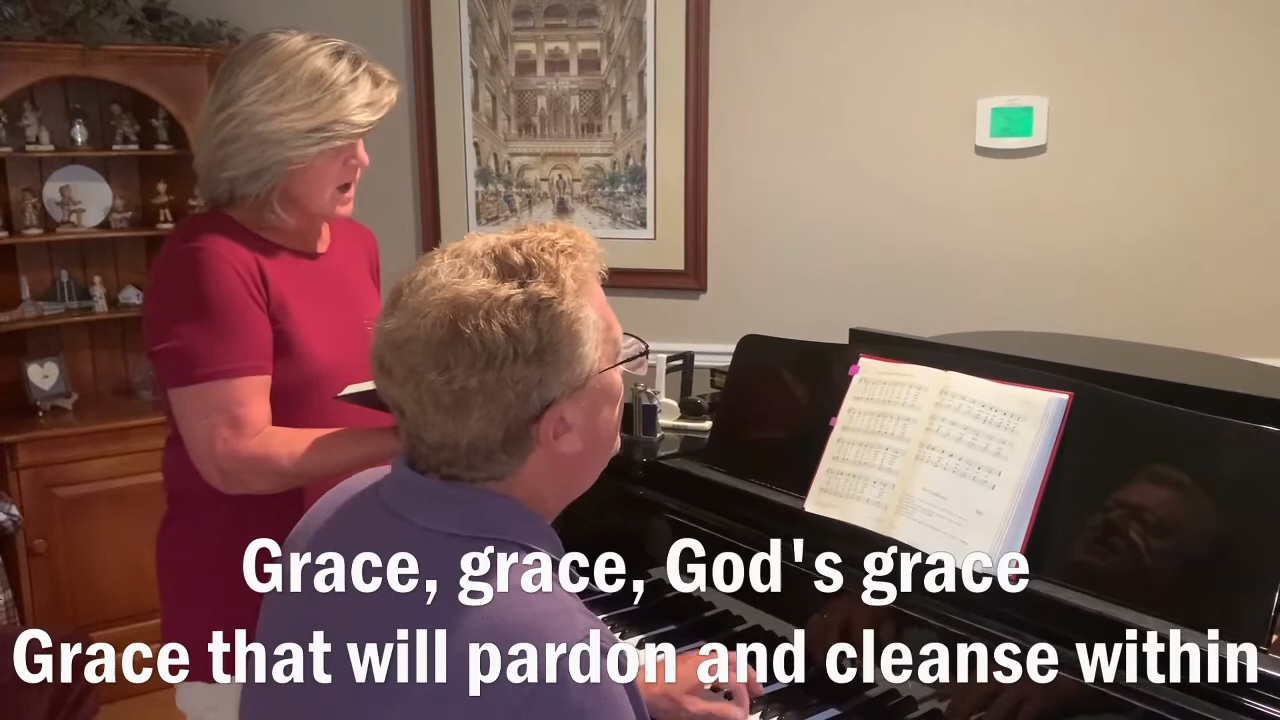 Grace, grace, God's grace
Grace that will pardon and cleanse within